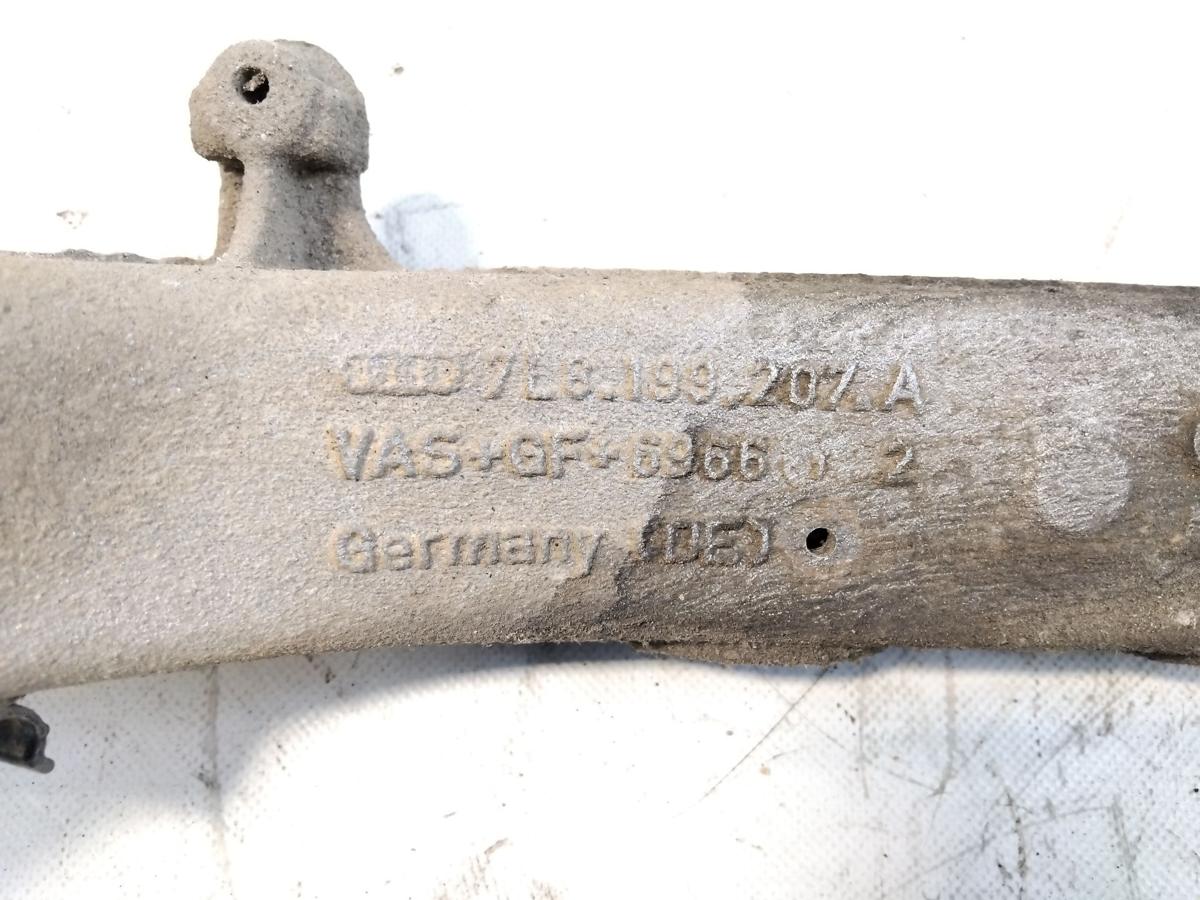 7L8.199.207.A
VAS+GF+6966 2
Germany (DE)